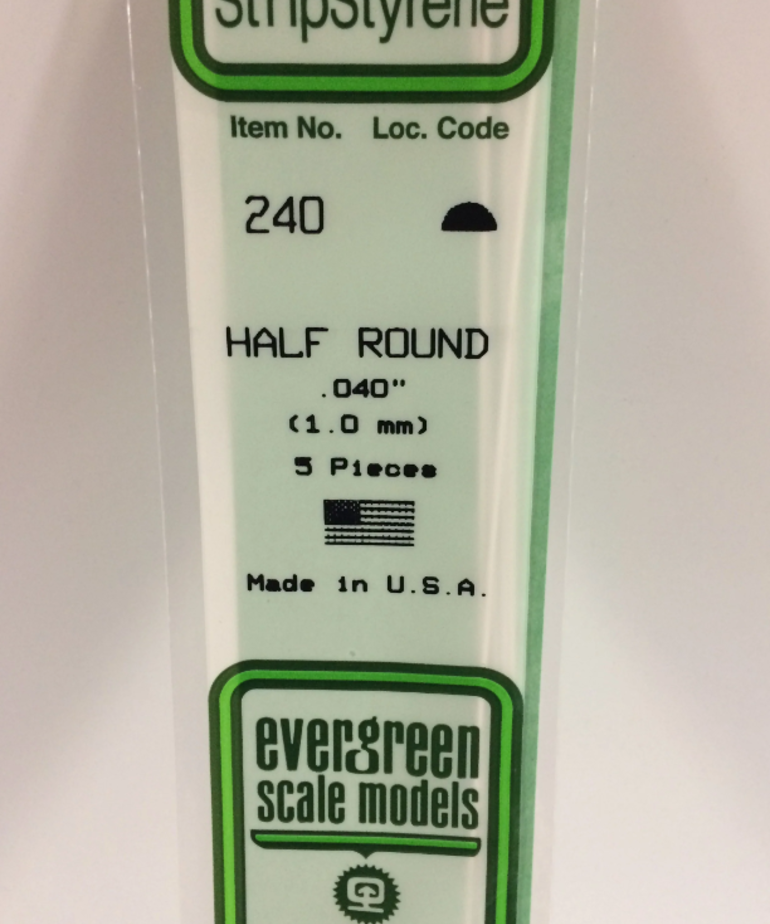 StripStyrene
Item No. Loc. Code
240
HALF ROUND
.040"
(1.0 mm)
5 Pieces
Made in U.S.A.
evergreen
scale models